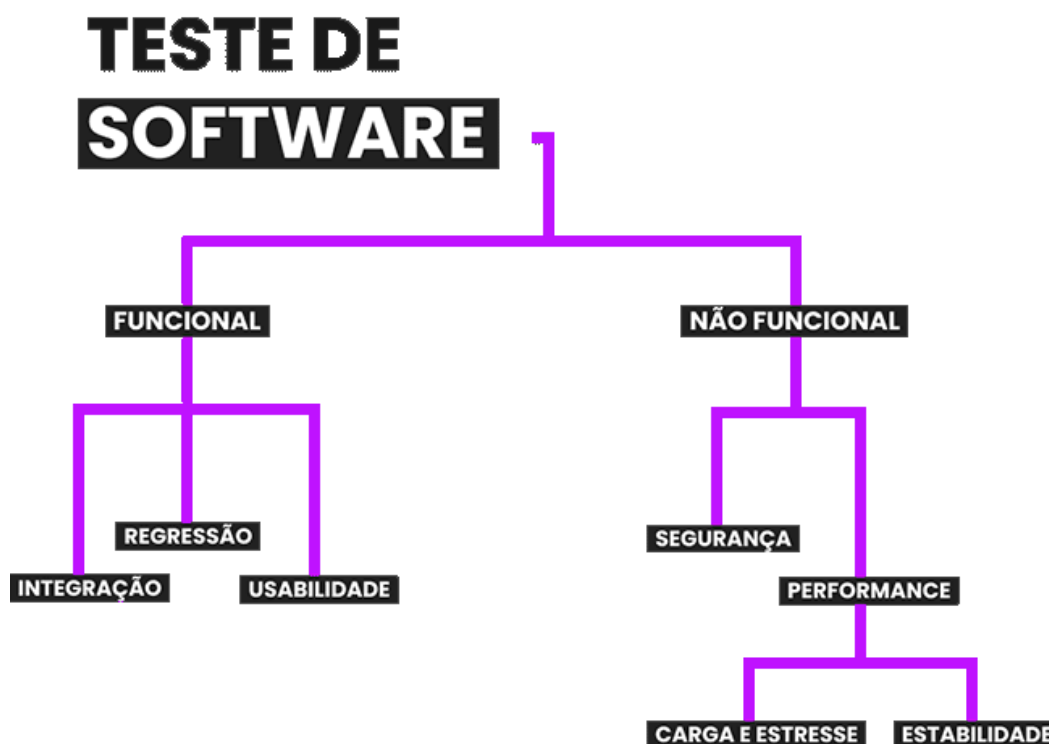 TESTE DE
SOFTWARE
FUNCIONAL
NÃO FUNCIONAL
REGRESSÃO
SEGURANÇA
INTEGRAÇÃO
USABILIDADE
PERFORMANCE
CARGA E ESTRESSE
ESTABILIDADE